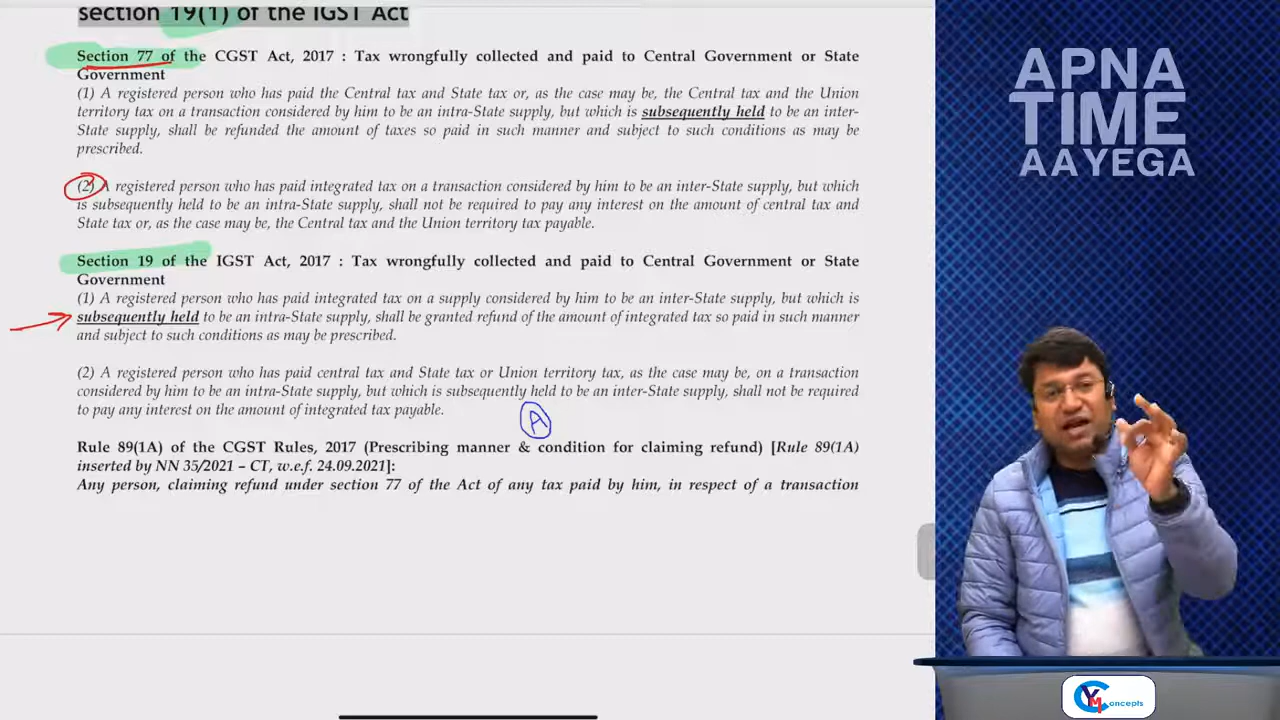 section 19(1) of the IGST Act
Section 77 of the CGST Act, 2017 : Tax wrongfully collected and paid to Central Government or State
Government
(1) A registered person who has paid the Central tax and State tax or, as the case may be, the Central tax and the Union
territory tax on a transaction considered by him to be an intra-State supply, but which is subsequently held to be an inter-
State supply, shall be refunded the amount of taxes so paid in such manner and subject to such conditions as may be
prescribed.
(2) A registered person who has paid integrated tax on a transaction considered by him to be an inter-State supply, but which
is subsequently held to be an intra-State supply, shall not be required to pay any interest on the amount of central tax and
State tax or, as the case may be, the Central tax and the Union territory tax payable.
Section 19 of the IGST Act, 2017 : Tax wrongfully collected and paid to Central Government or State
Government
(1) A registered person who has paid integrated tax on a supply considered by him to be an inter-State supply, but which is
subsequently held to be an intra-State supply, shall be granted refund of the amount of integrated tax so paid in such manner
and subject to such conditions as may be prescribed.
(2) A registered person who has paid central tax and State tax or Union territory tax, as the case may be, on a transaction
considered by him to be an intra-State supply, but which is subsequently held to be an inter-State supply, shall not be required
to pay any interest on the amount of integrated tax payable.
A
Rule 89(1A) of the CGST Rules, 2017 (Prescribing manner & condition for claiming refund) [Rule 89(1A)
inserted by NN 35/2021 – CT, w.e.f. 24.09.2021]:
Any person, claiming refund under section 77 of the Act of any tax paid by him, in respect of a transaction
APNA
TIME
AAYEGA
CYM oncepts